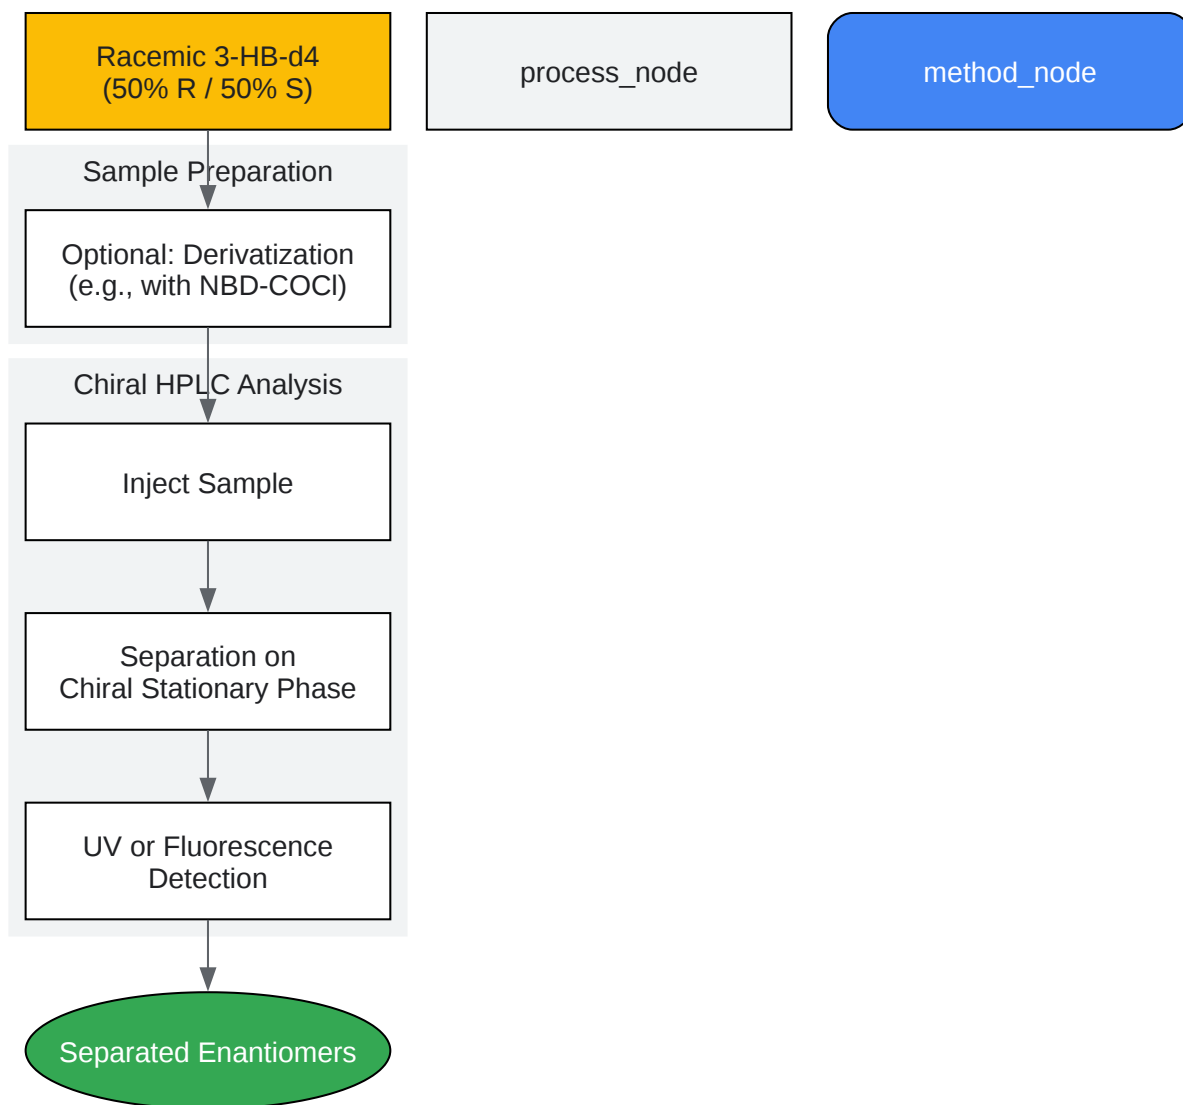 Racemic 3-HB-d4
(50% R / 50% S)
process_node
method_node
Sample Preparation
Optional: Derivatization
(e.g., with NBD-COCl)
Chiral HPLC Analysis
Inject Sample
Separation on
Chiral Stationary Phase
UV or Fluorescence
Detection
Separated Enantiomers